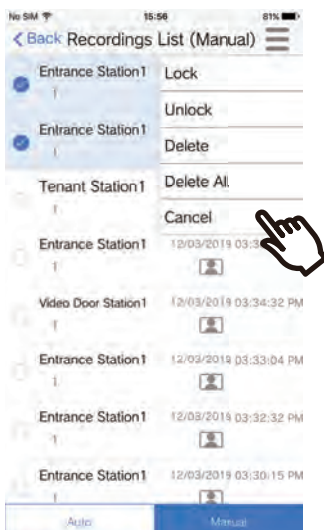 No SIM 15:56 81%
Back Recordings List (Manual)
Entrance Station1 Lock
1
Unlock
Entrance Station1
1 Delete
Tenant Station1 Delete All
1
Cancel
Entrance Station1 12/03/2019 03:3
1
Video Door Station1 12/03/2019 03:34:32 PM
1
Entrance Station1 12/03/2019 03:33:04 PM
1
Entrance Station1 12/03/2019 03:32:32 PM
1
Entrance Station1 12/03/2019 03:30:15 PM
1
Auto Manual